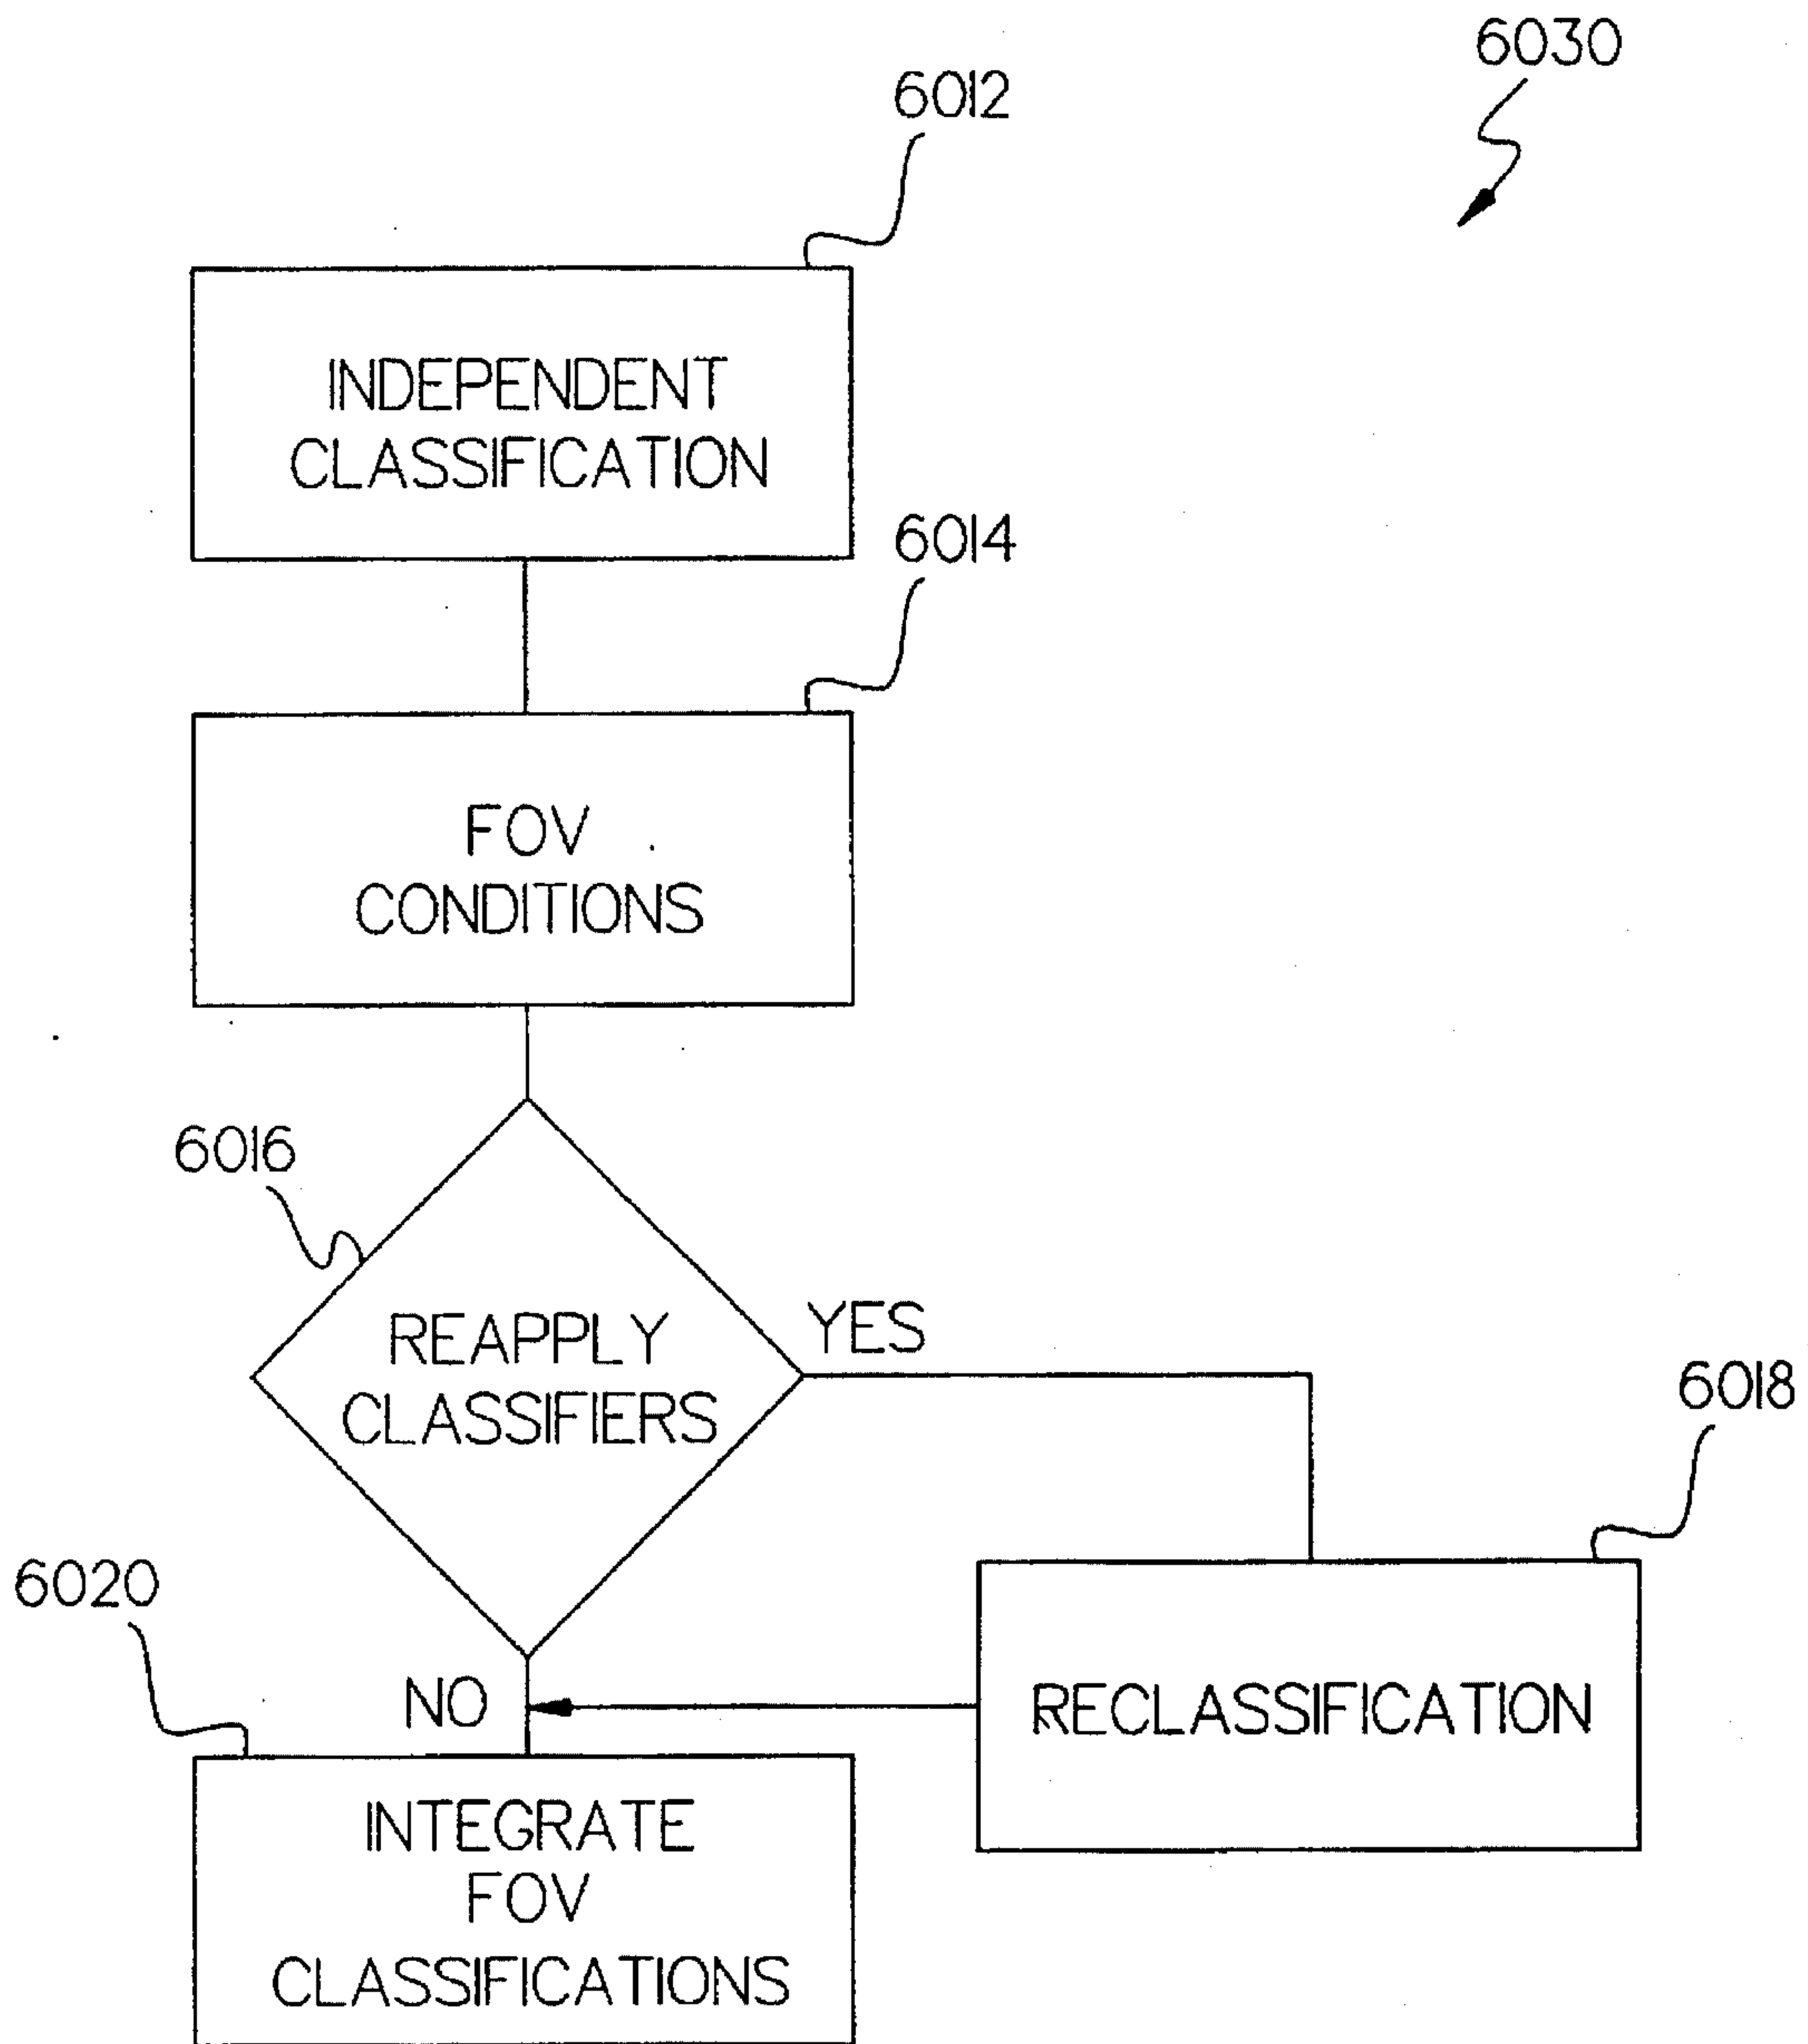 6030
6012
INDEPENDENT
CLASSIFICATION
6014
FOV
CONDITIONS
6016
REAPPLY
CLASSIFIERS
YES
6018
RECLASSIFICATION
NO
6020
INTEGRATE
FOV
CLASSIFICATIONS